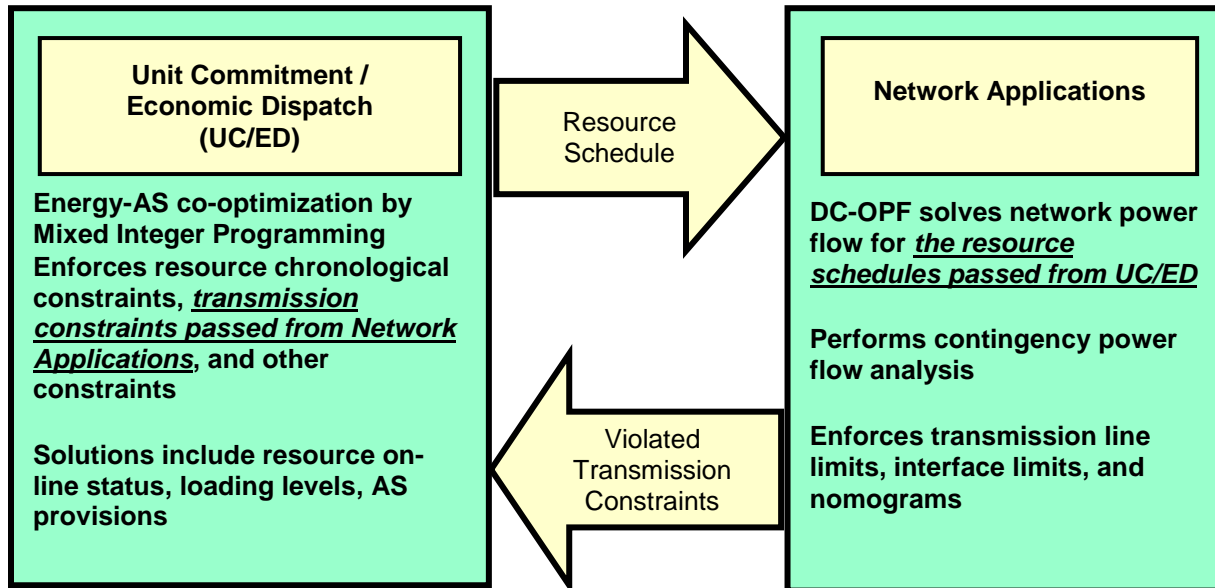 Unit Commitment /
Economic Dispatch
(UC/ED)
Energy-AS co-optimization by
Mixed Integer Programming
Enforces resource chronological
constraints, transmission
constraints passed from Network
Applications, and other
constraints
Solutions include resource on-
line status, loading levels, AS
provisions
Resource
Schedule
Violated
Transmission
Constraints
Network Applications
DC-OPF solves network power
flow for the resource
schedules passed from UC/ED
Performs contingency power
flow analysis
Enforces transmission line
limits, interface limits, and
nomograms